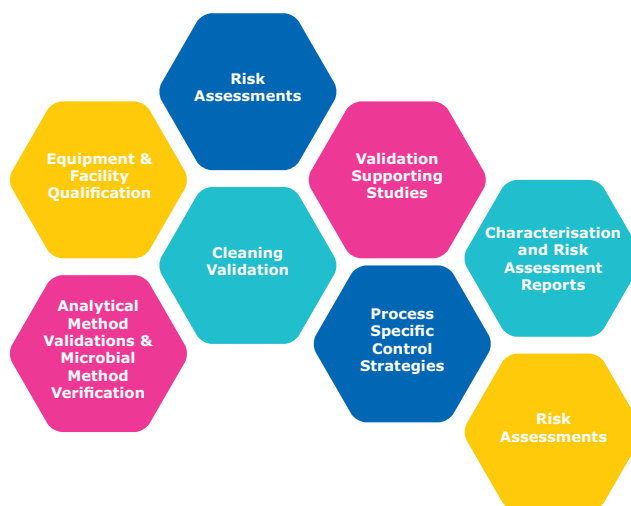 Risk
Assessments
Equipment &
Facility
Qualification
Validation
Supporting
Studies
Cleaning
Validation
Characterisation
and Risk
Assessment
Reports
Analytical
Method
Validations &
Microbial
Method
Verification
Process
Specific
Control
Strategies
Risk
Assessments